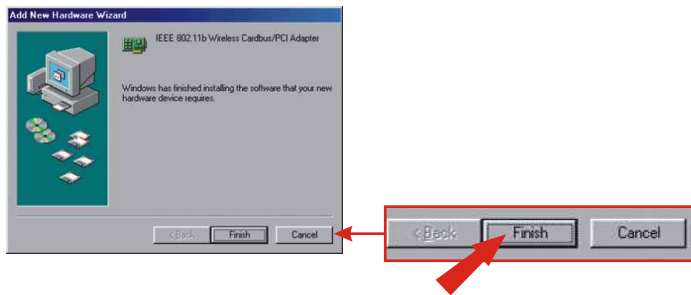 Add New Hardware Wizard
IEEE 802.11b Wireless Cardbus/PCI Adapter
Windows has finished installing the software that your new
hardware device requires.
< Back Finish Cancel
< Back Finish Cancel